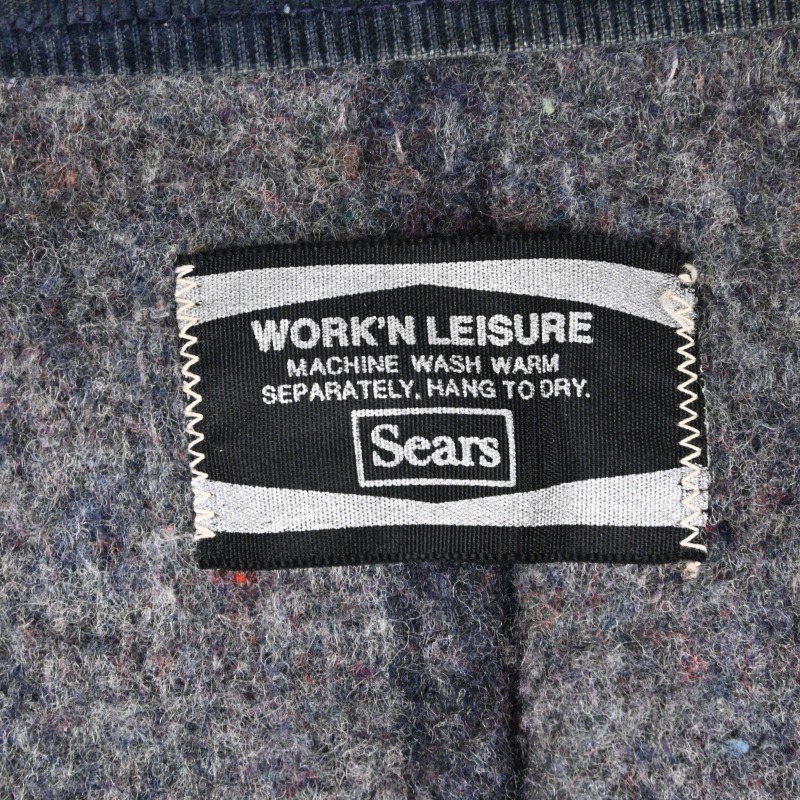 WORK'N LEISURE
MACHINE WASH WARM
SEPARATELY, HANG TO DRY.
Sears